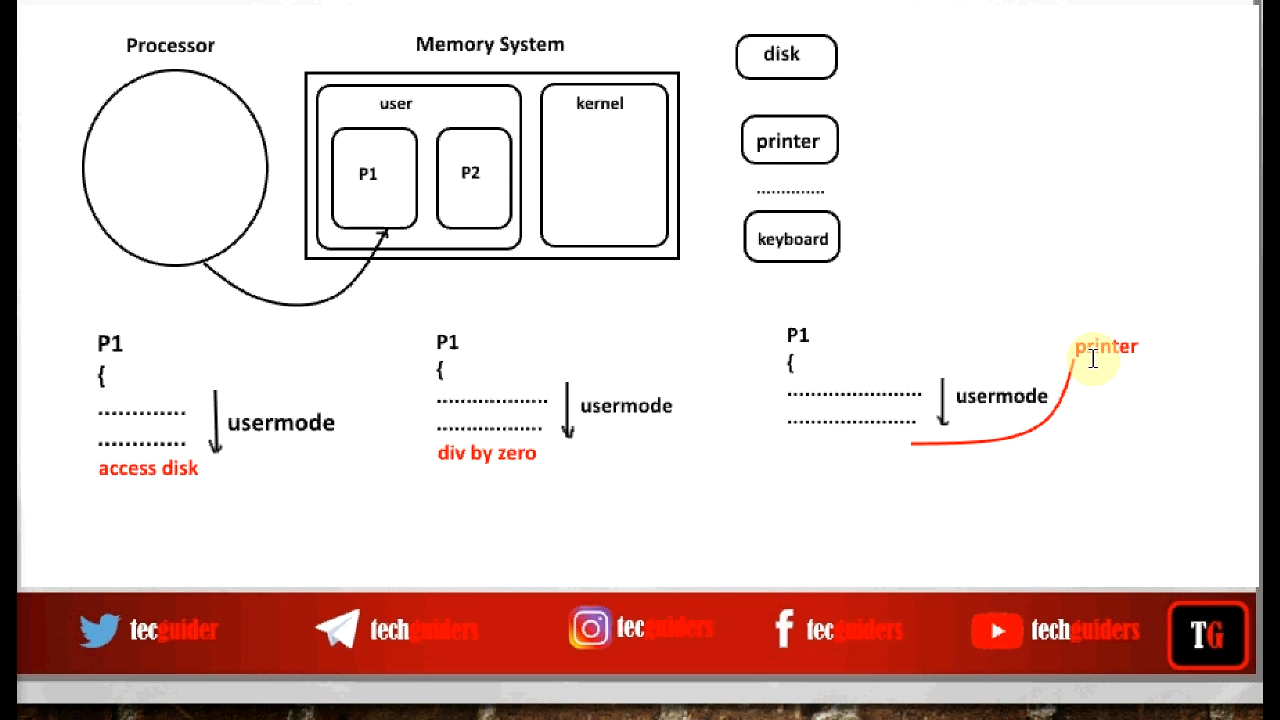 Processor
Memory System
user
P1
P2
kernel
disk
printer
..............
keyboard
P1
{
.............
.............
access disk
usermode
P1
{
...................
..................
div by zero
usermode
P1
{
.......................
......................
usermode
printer
tecguider
techguiders
tecguiders
tecguiders
techguiders
TG